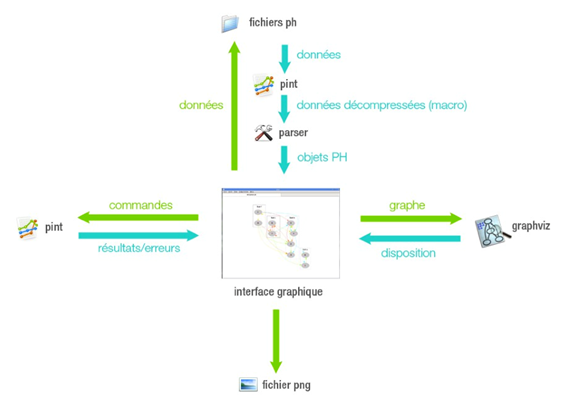 fichiers ph
données
pint
données
données décompressées (macro)
parser
objets PH
commandes
graphe
pint
graphviz
résultats/erreurs
disposition
interface graphique
fichier png